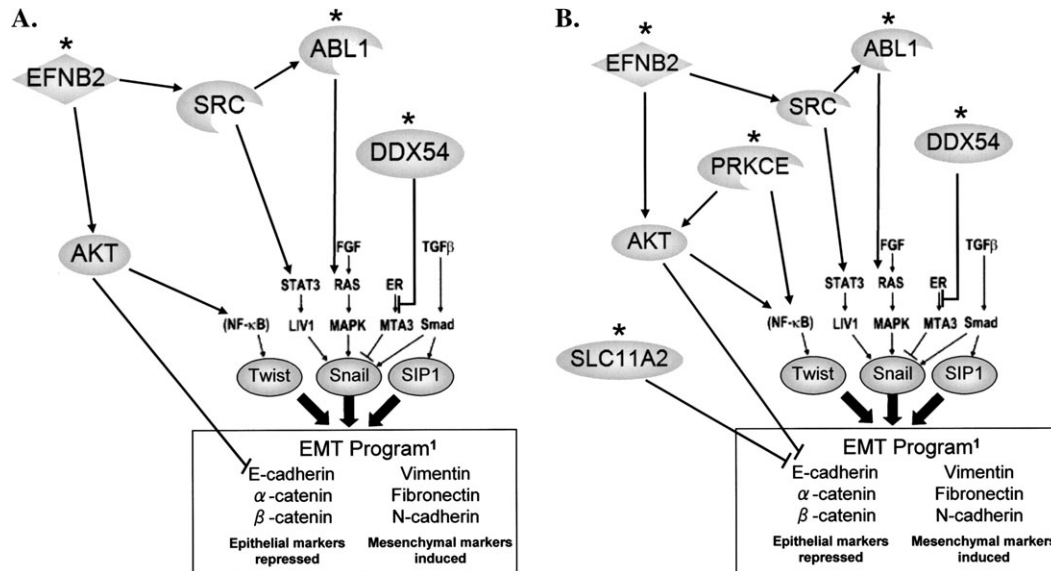 A.
*
EFNB2
SRC
*
ABL1
*
DDX54
AKT
FGF
TGFβ
STAT3
RAS
ER
(NF-κB)
LIV1
MAPK
MTA3
Smad
Twist
Snail
SIP1
EMT Program¹
E-cadherin
Vimentin
α-catenin
Fibronectin
β-catenin
N-cadherin
Epithelial markers
repressed
Mesenchymal markers
induced
B.
*
EFNB2
SRC
*
ABL1
*
PRKCE
*
DDX54
AKT
FGF
TGFβ
STAT3
RAS
ER
(NF-κB)
LIV1
MAPK
MTA3
Smad
*
SLC11A2
Twist
Snail
SIP1
EMT Program¹
E-cadherin
Vimentin
α-catenin
Fibronectin
β-catenin
N-cadherin
Epithelial markers
repressed
Mesenchymal markers
induced